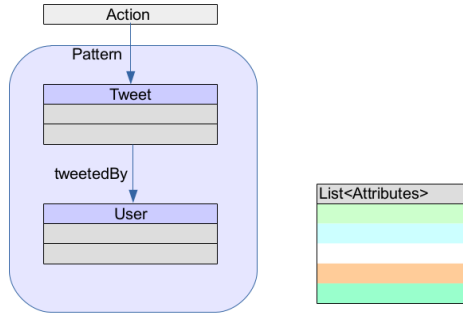 Action
Pattern
Tweet
tweetedBy
User
List<Attributes>